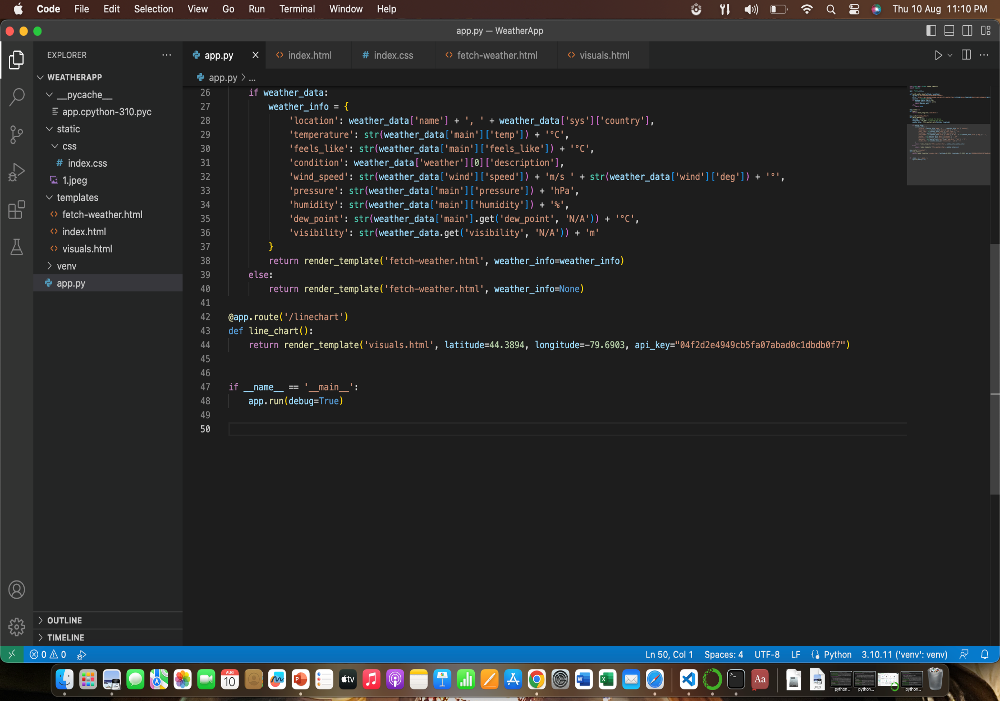 Code File Edit Selection View Go Run Terminal Window Help Thu 10 Aug 11:10 PM
app.py — WeatherApp
EXPLORER
app.py index.html index.css fetch-weather.html visuals.html
app.py > ...
WEATHERAPP
__pycache__
app.cpython-310.pyc
static
css
index.css
1.jpeg
templates
fetch-weather.html
index.html
visuals.html
venv
app.py
26 if weather_data:
27 weather_info = {
28 'location': weather_data['name'] + ', ' + weather_data['sys']['country'],
29 'temperature': str(weather_data['main']['temp']) + '°C',
30 'feels_like': str(weather_data['main']['feels_like']) + '°C',
31 'condition': weather_data['weather'][0]['description'],
32 'wind_speed': str(weather_data['wind']['speed']) + 'm/s ' + str(weather_data['wind']['deg']) + '°',
33 'pressure': str(weather_data['main']['pressure']) + 'hPa',
34 'humidity': str(weather_data['main']['humidity']) + '%',
35 'dew_point': str(weather_data['main'].get('dew_point', 'N/A')) + '°C',
36 'visibility': str(weather_data.get('visibility', 'N/A')) + 'm'
37 }
38 return render_template('fetch-weather.html', weather_info=weather_info)
39 else:
40 return render_template('fetch-weather.html', weather_info=None)
41
42 @app.route('/linechart')
43 def line_chart():
44 return render_template('visuals.html', latitude=44.3894, longitude=-79.6903, api_key="04f2d2e4949cb5fa07abad0c1dbdb0f7")
45
46
47 if __name__ == '__main__':
48 app.run(debug=True)
49
50
OUTLINE
TIMELINE
0 0 Ln 50, Col 1 Spaces: 4 UTF-8 LF Python 3.10.11 ('venv': venv)
AUG
10
tv
Aa
JPEG
python...
python...
python...